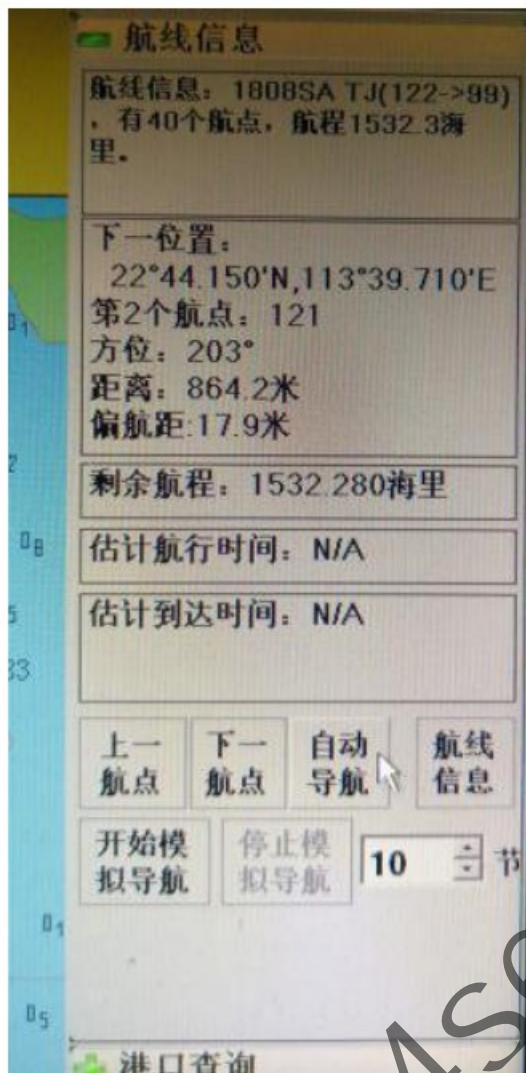 航线信息
航线信息：1808SA TJ(122->99)
，有40个航点，航程1532.3海
里。
下一位置：
22°44.150'N,113°39.710'E
第2个航点：121
方位：203°
距离：864.2米
偏航距:17.9米
剩余航程：1532.280海里
估计航行时间：N/A
估计到达时间：N/A
上一
航点
下一
航点
自动
导航
航线
信息
开始模
拟导航
停止模
拟导航
10
节
港口查询